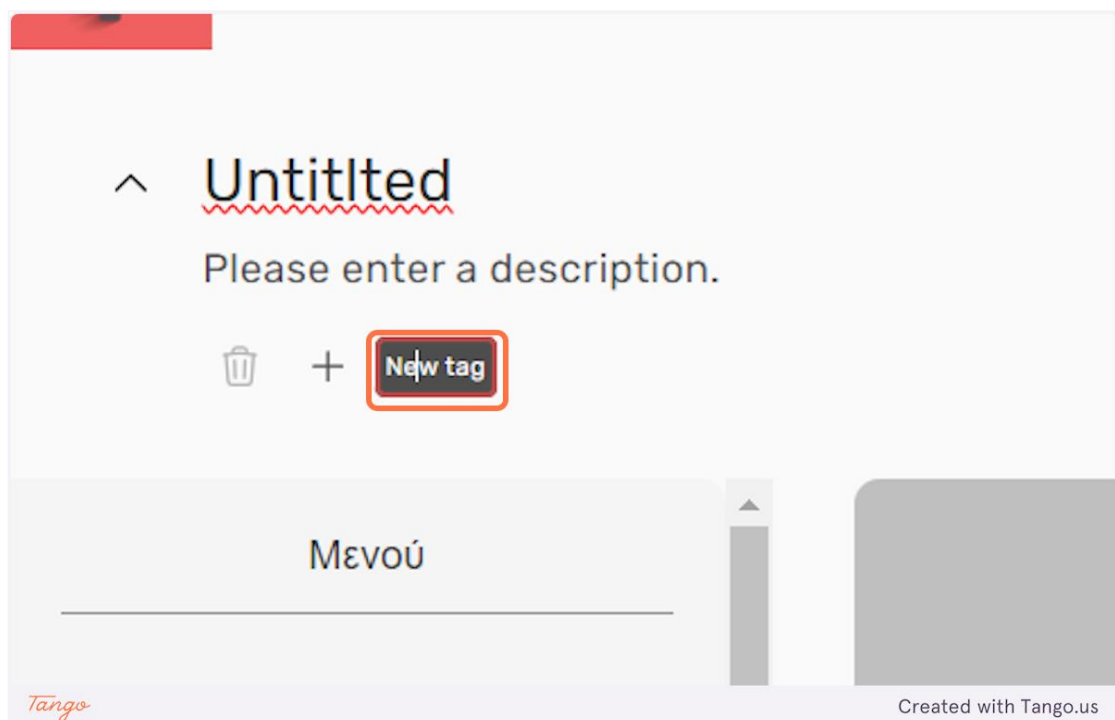 Untitlted
Please enter a description.
New tag
Μενού
Tango
Created with Tango.us